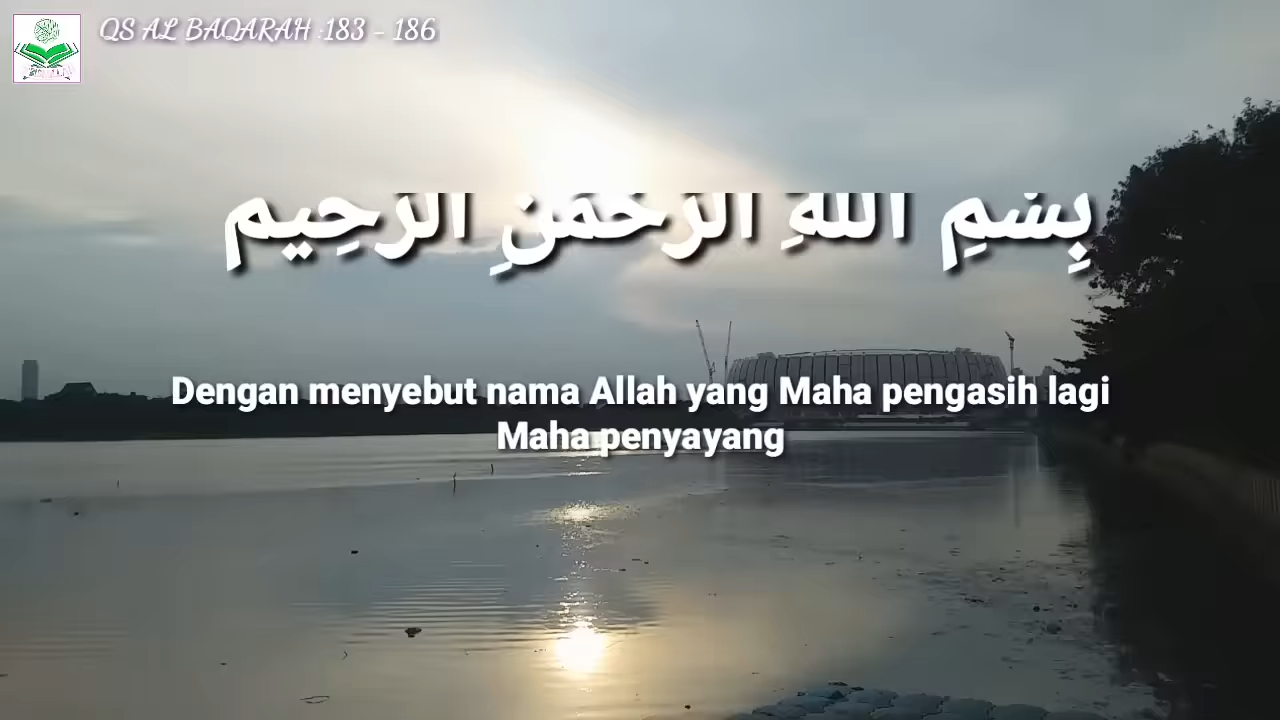 QS AL BAQARAH :183 - 186
بِسْمِ اللهِ الرَّحْمَنِ الرَّحِيم
Dengan menyebut nama Allah yang Maha pengasih lagi
Maha penyayang